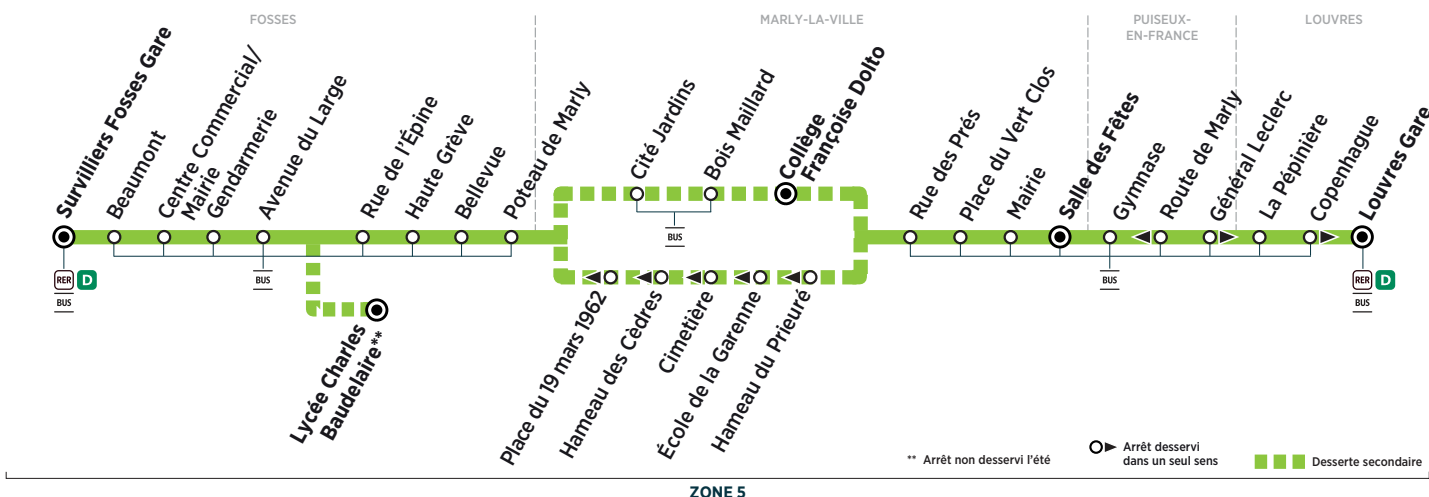 FOSSES
MARLY-LA-VILLE
PUISEUX-
EN-FRANCE
LOUVRES
Survilliers Fosses Gare
Beaumont
Centre Commercial/
Mairie
Gendarmerie
Avenue du Large
Rue de l'Épine
Haute Grève
Bellevue
Poteau de Marly
Cité Jardins
Bois Maillard
Collège
Françoise Dolto
Rue des Prés
Place du Vert Clos
Mairie
Salle des Fêtes
Gymnase
Route de Marly
Général Leclerc
La Pépinière
Copenhague
Louvres Gare
RER D
BUS
BUS
BUS
BUS
RER D
BUS
Lycée Charles
Baudelaire**
Place du 19 mars 1962
Hameau des Cèdres
Cimetière
École de la Garenne
Hameau du Prieuré
** Arrêt non desservi l'été
Arrêt desservi
dans un seul sens
Desserte secondaire
ZONE 5